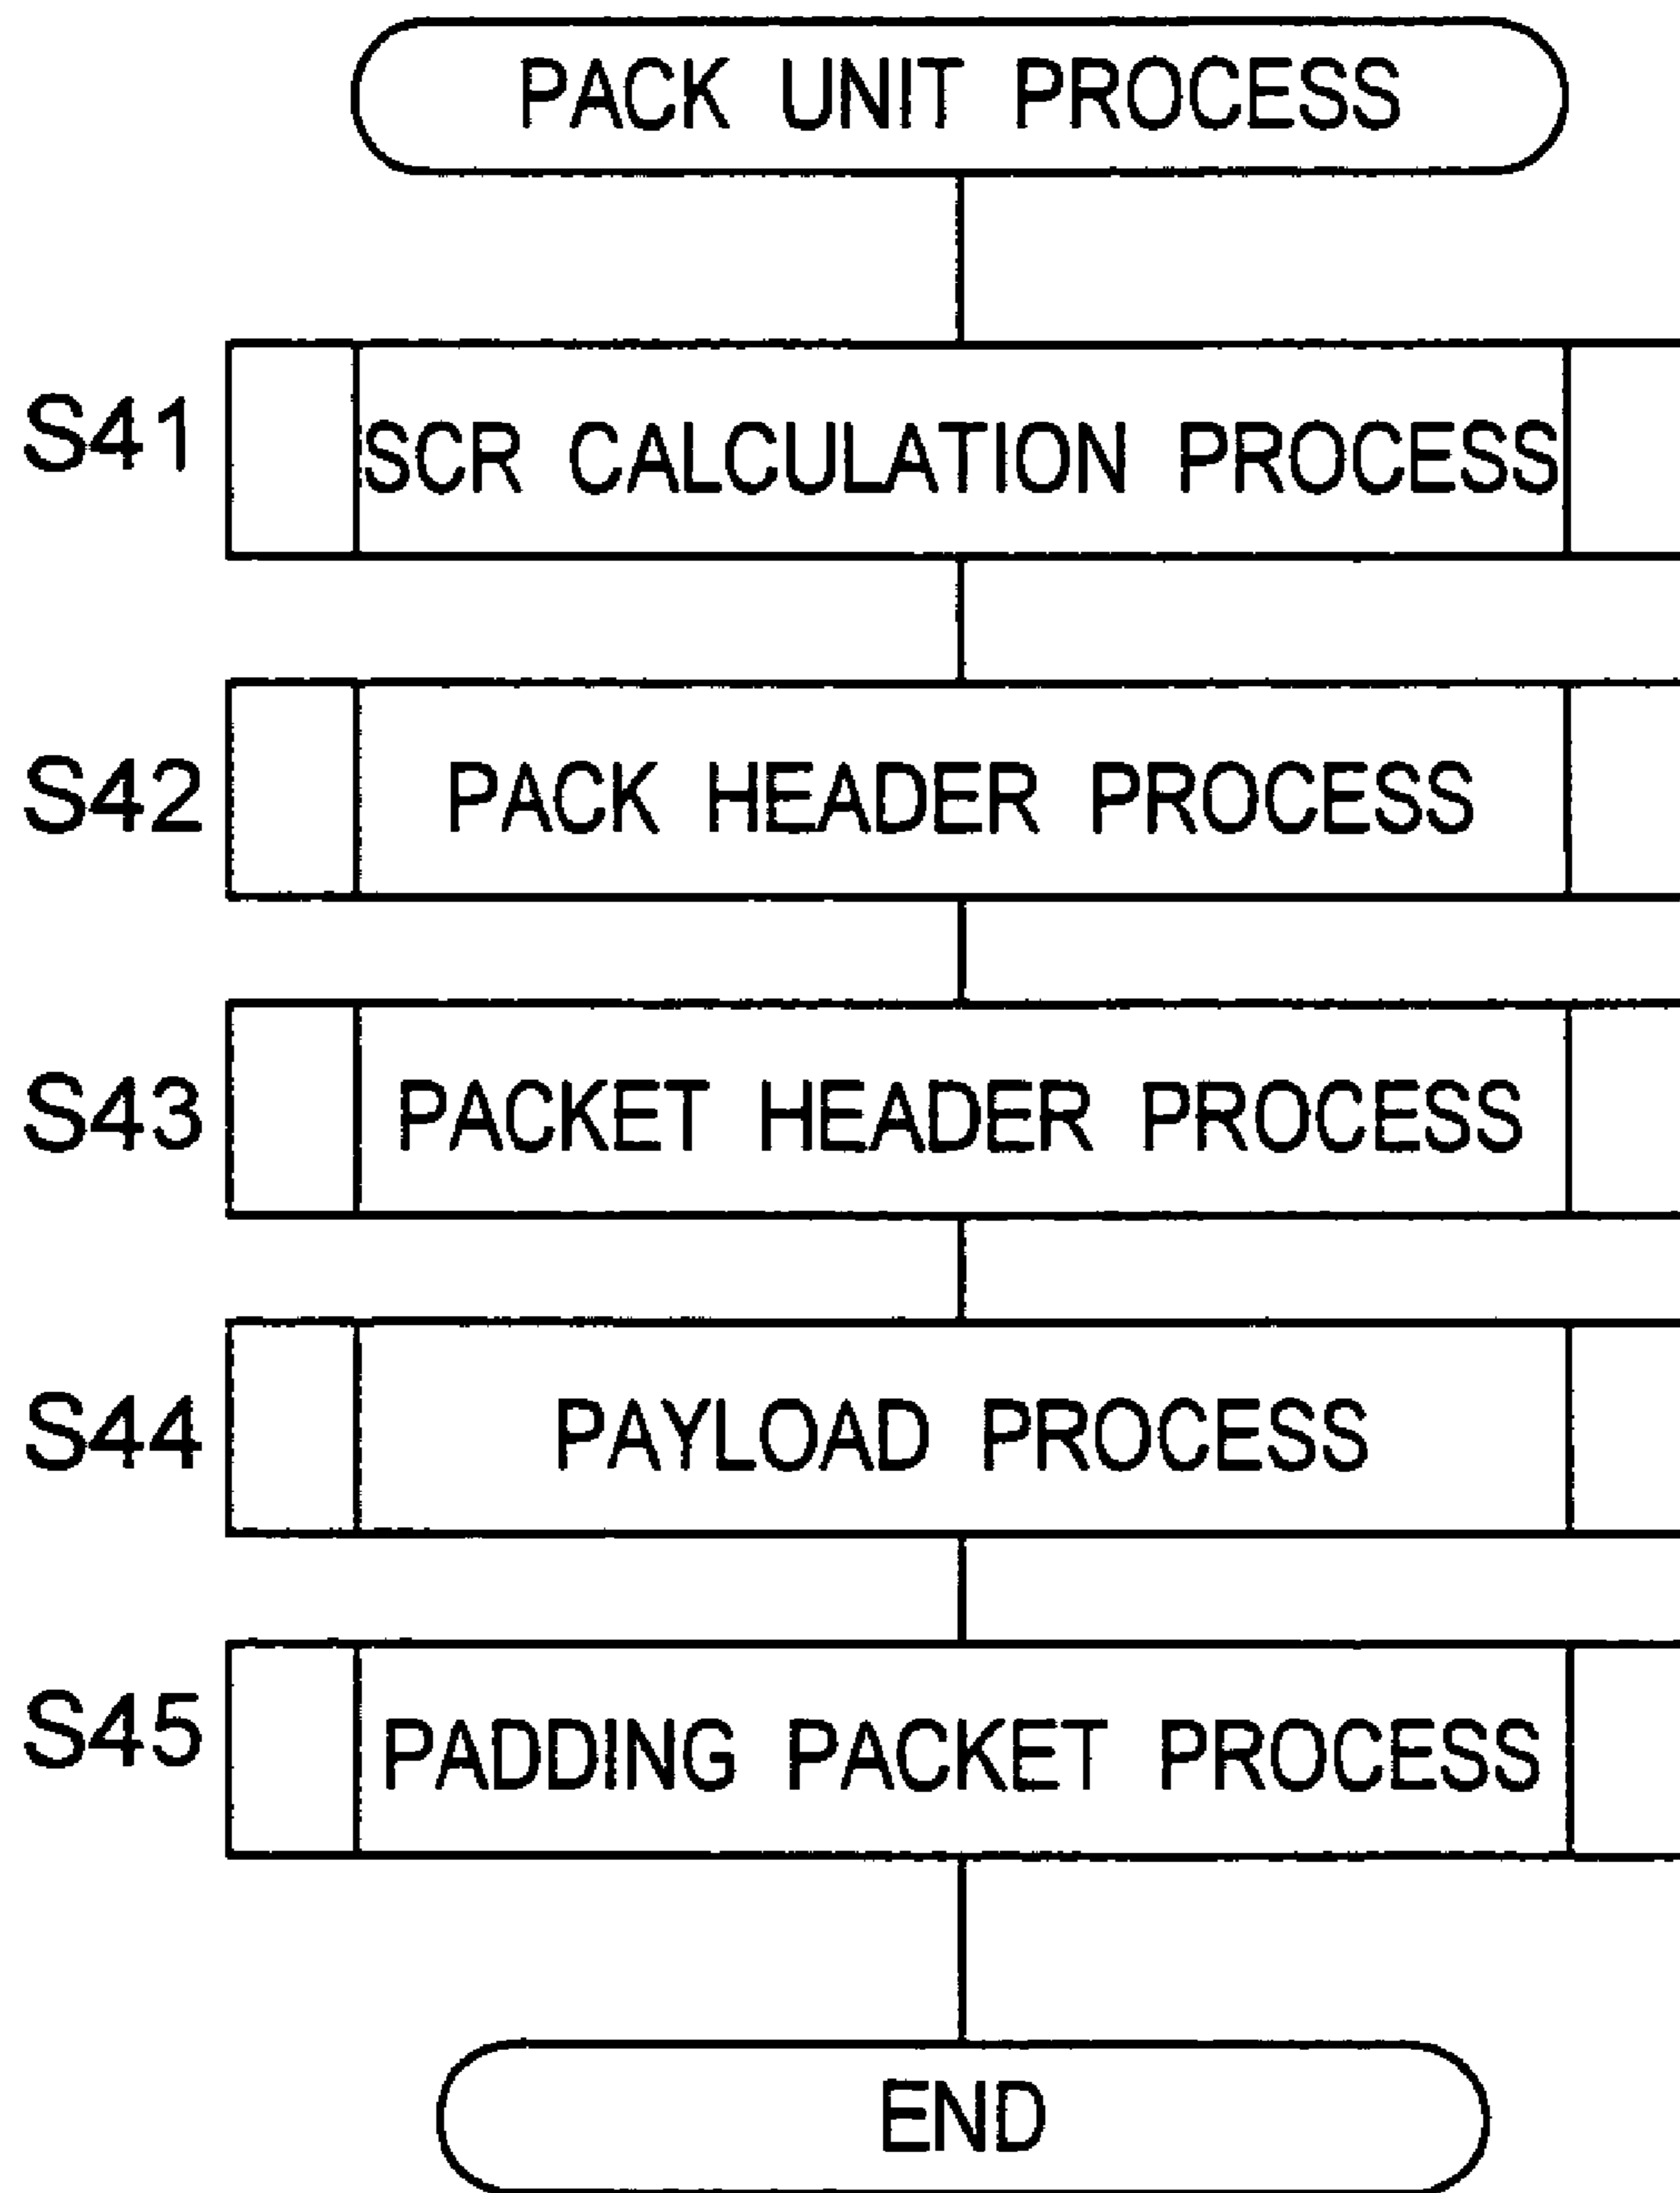 PACK UNIT PROCESS
S41
SCR CALCULATION PROCESS
S42
PACK HEADER PROCESS
S43
PACKET HEADER PROCESS
S44
PAYLOAD PROCESS
S45
PADDING PACKET PROCESS
END